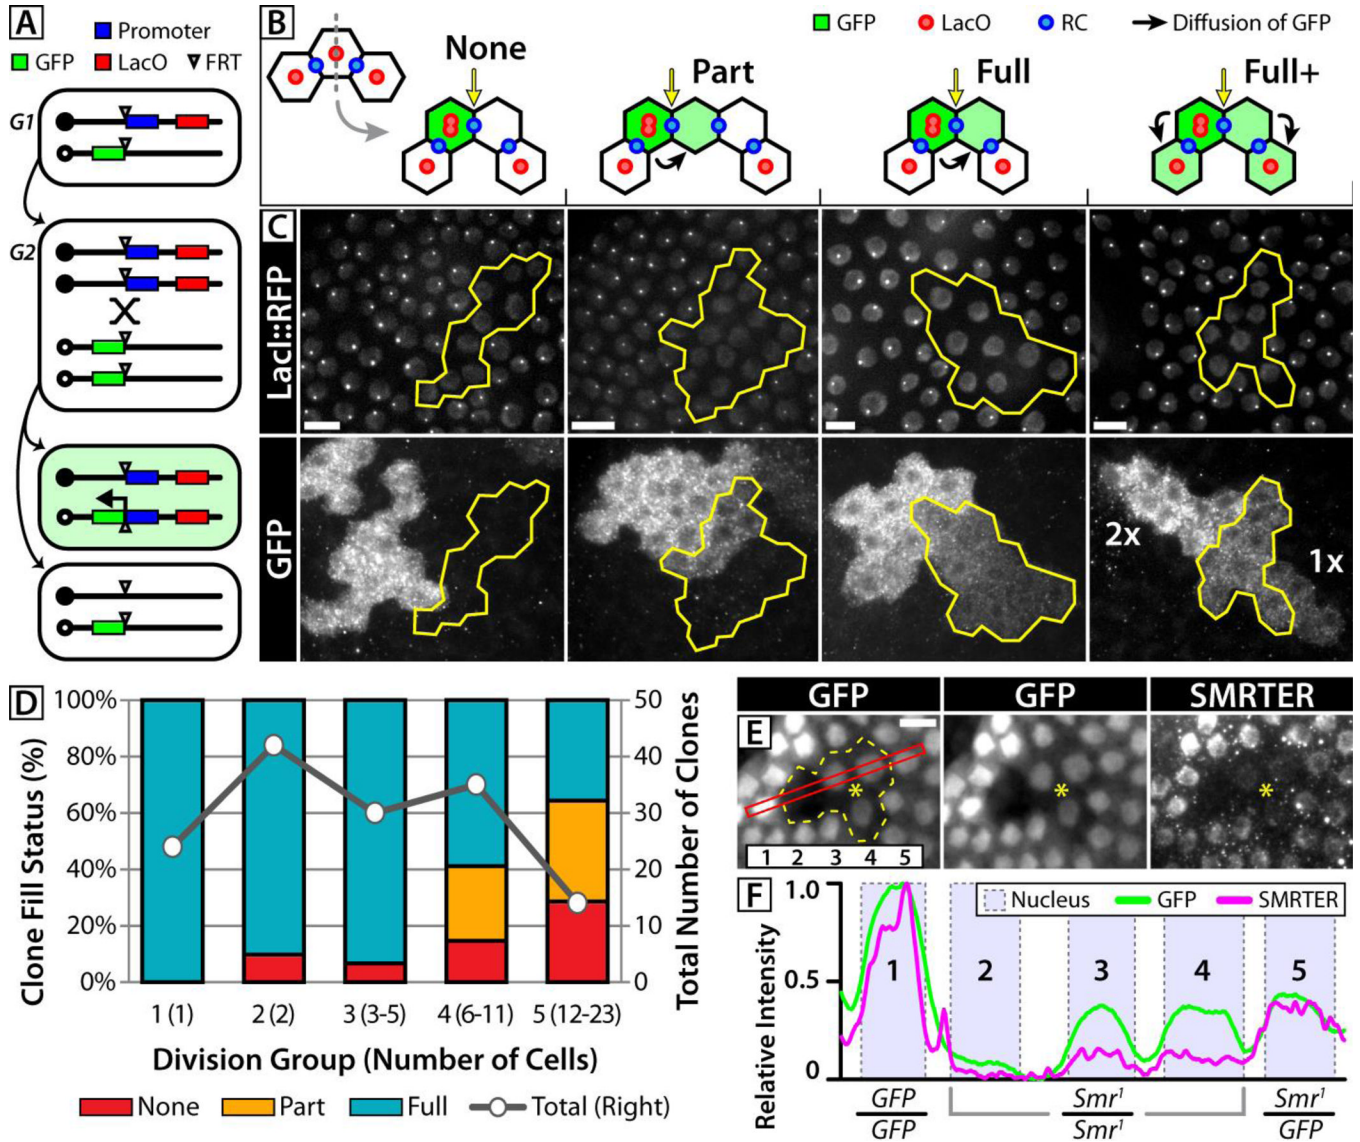 A
Promoter
GFP LacO FRT
G1
G2
B
GFP LacO RC Diffusion of GFP
None Part Full Full+
C
LacI::RFP
GFP
2x
1x
D
Clone Fill Status (%)
100%
80%
60%
40%
20%
0%
50
40
30
20
10
0
Total Number of Clones
1 (1) 2 (2) 3 (3-5) 4 (6-11) 5 (12-23)
Division Group (Number of Cells)
None Part Full Total (Right)
GFP GFP SMRTER
E
* * *
1 2 3 4 5
F
Relative Intensity
1.0
0.5
0
Nucleus GFP SMRTER
1 2 3 4 5
GFP Smr¹ Smr¹
GFP Smr¹ GFP